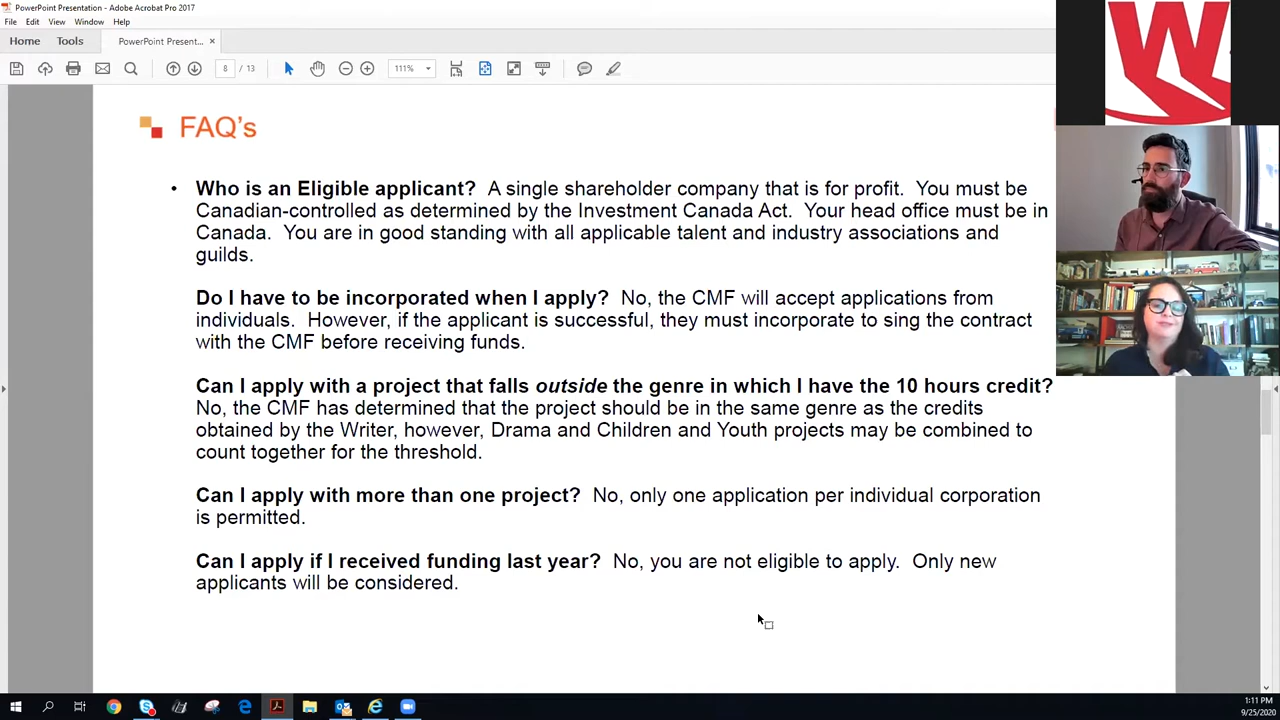 PowerPoint Presentation - Adobe Acrobat Pro 2017
File Edit View Window Help
Home Tools PowerPoint Present... ×
8 / 13 111%
FAQ's
• Who is an Eligible applicant? A single shareholder company that is for profit. You must be
Canadian-controlled as determined by the Investment Canada Act. Your head office must be in
Canada. You are in good standing with all applicable talent and industry associations and
guilds.
Do I have to be incorporated when I apply? No, the CMF will accept applications from
individuals. However, if the applicant is successful, they must incorporate to sing the contract
with the CMF before receiving funds.
Can I apply with a project that falls outside the genre in which I have the 10 hours credit?
No, the CMF has determined that the project should be in the same genre as the credits
obtained by the Writer, however, Drama and Children and Youth projects may be combined to
count together for the threshold.
Can I apply with more than one project? No, only one application per individual corporation
is permitted.
Can I apply if I received funding last year? No, you are not eligible to apply. Only new
applicants will be considered.
1:11 PM
9/25/2020